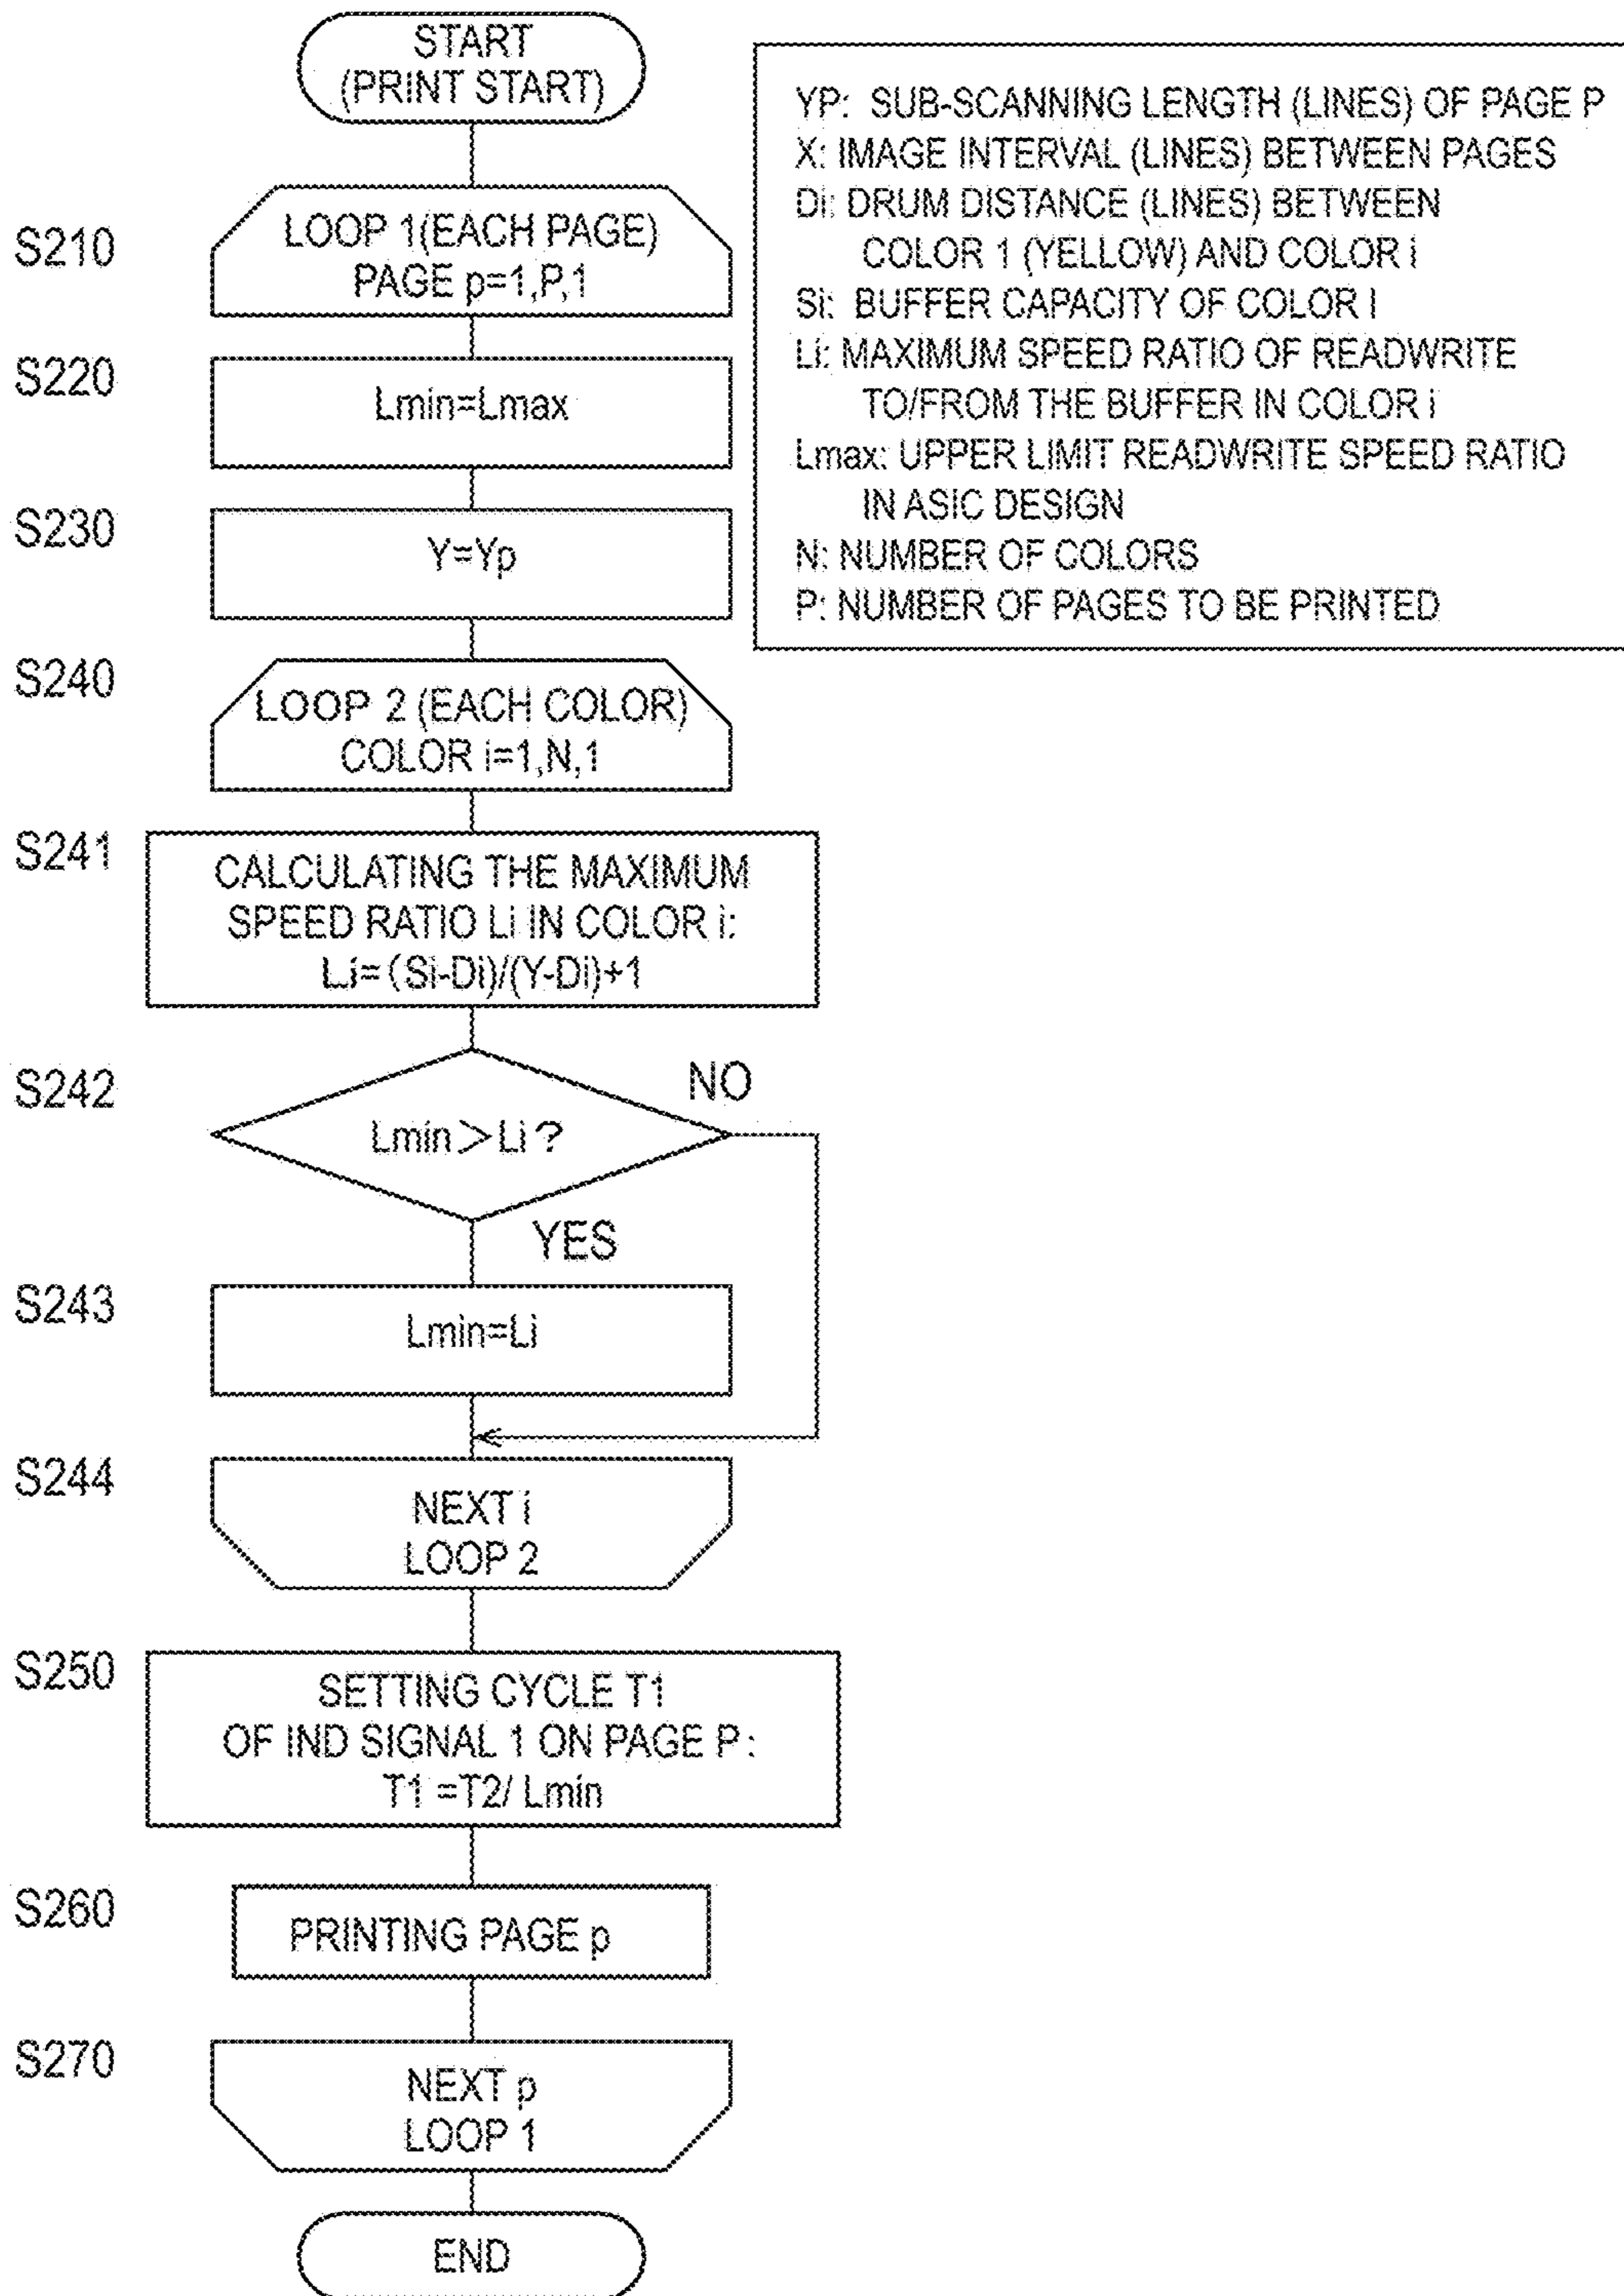 START
(PRINT START)
S210
LOOP 1(EACH PAGE)
PAGE p=1,P,1
S220
Lmin=Lmax
S230
Y=Yp
S240
LOOP 2 (EACH COLOR)
COLOR i=1,N,1
S241
CALCULATING THE MAXIMUM
SPEED RATIO Li IN COLOR i:
Li=(Si-Di)/(Y-Di)+1
S242
Lmin>Li?
NO
YES
S243
Lmin=Li
S244
NEXT i
LOOP 2
S250
SETTING CYCLE T1
OF IND SIGNAL 1 ON PAGE P:
T1 =T2/ Lmin
S260
PRINTING PAGE p
S270
NEXT p
LOOP 1
END
YP: SUB-SCANNING LENGTH (LINES) OF PAGE P
X: IMAGE INTERVAL (LINES) BETWEEN PAGES
Di: DRUM DISTANCE (LINES) BETWEEN
COLOR 1 (YELLOW) AND COLOR i
Si: BUFFER CAPACITY OF COLOR I
Li: MAXIMUM SPEED RATIO OF READWRITE
TO/FROM THE BUFFER IN COLOR i
Lmax: UPPER LIMIT READWRITE SPEED RATIO
IN ASIC DESIGN
N: NUMBER OF COLORS
P: NUMBER OF PAGES TO BE PRINTED